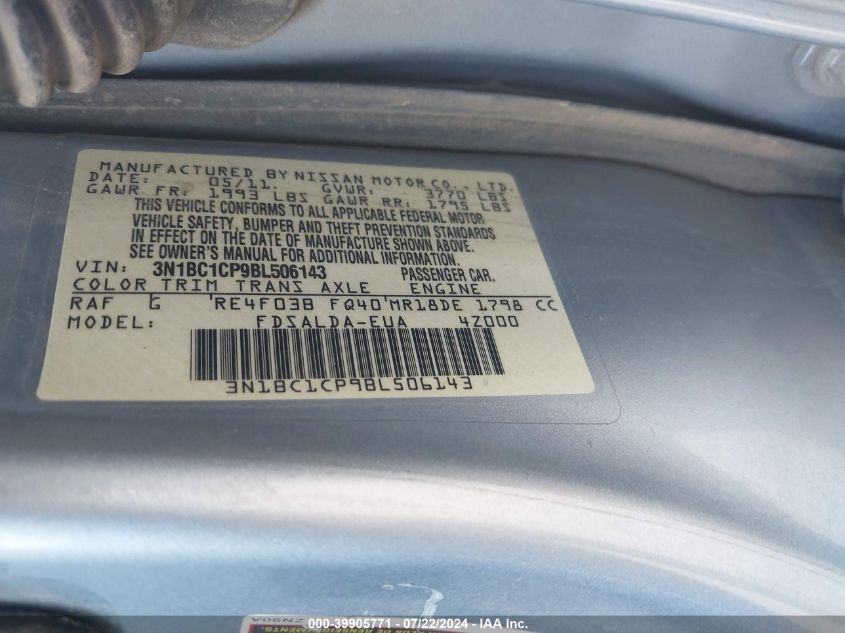 MANUFACTURED BY NISSAN MOTOR CO., LTD.
DATE: 05/11. GVWR: 3770 LBS
GAWR FR: 1993 LBS GAWR RR: 1795 LBS
THIS VEHICLE CONFORMS TO ALL APPLICABLE FEDERAL MOTOR
VEHICLE SAFETY, BUMPER AND THEFT PREVENTION STANDARDS
IN EFFECT ON THE DATE OF MANUFACTURE SHOWN ABOVE.
SEE OWNER'S MANUAL FOR ADDITIONAL INFORMATION.
VIN: 3N1BC1CP9BL506143 PASSENGER CAR.
COLOR TRIM TRANS AXLE ENGINE
RAF G RE4F03B FQ40 MR18DE 1798 CC
MODEL: FDSALDA-EUA 4Z000
3N1BC1CP9BL506143
ZN90A
000-39905771 - 07/22/2024 - IAA Inc.